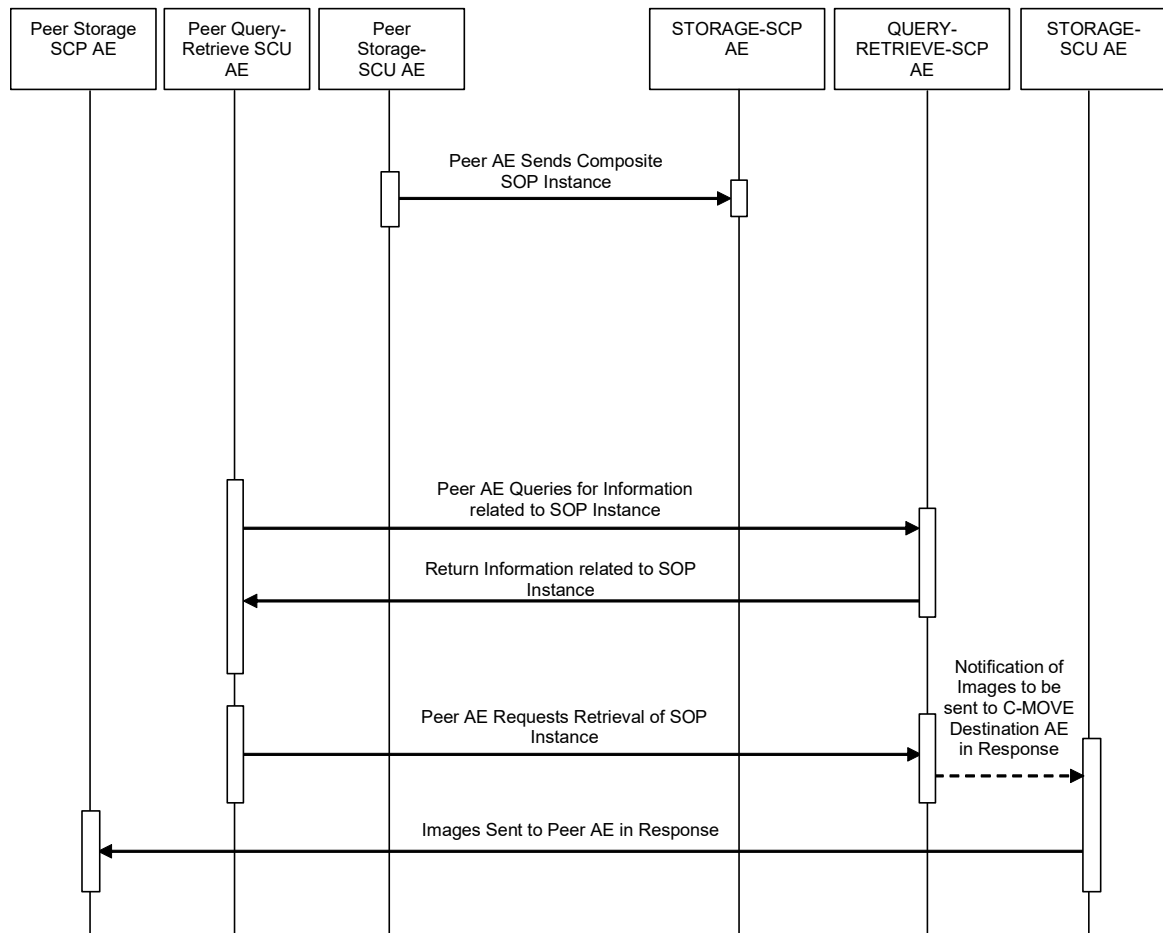 Peer Storage
SCP AE
Peer Query-
Retrieve SCU
AE
Peer
Storage-
SCU AE
STORAGE-SCP
AE
QUERY-
RETRIEVE-SCP
AE
STORAGE-
SCU AE
Peer AE Sends Composite
SOP Instance
Peer AE Queries for Information
related to SOP Instance
Return Information related to SOP
Instance
Notification of
Images to be
sent to C-MOVE
Destination AE
in Response
Peer AE Requests Retrieval of SOP
Instance
Images Sent to Peer AE in Response